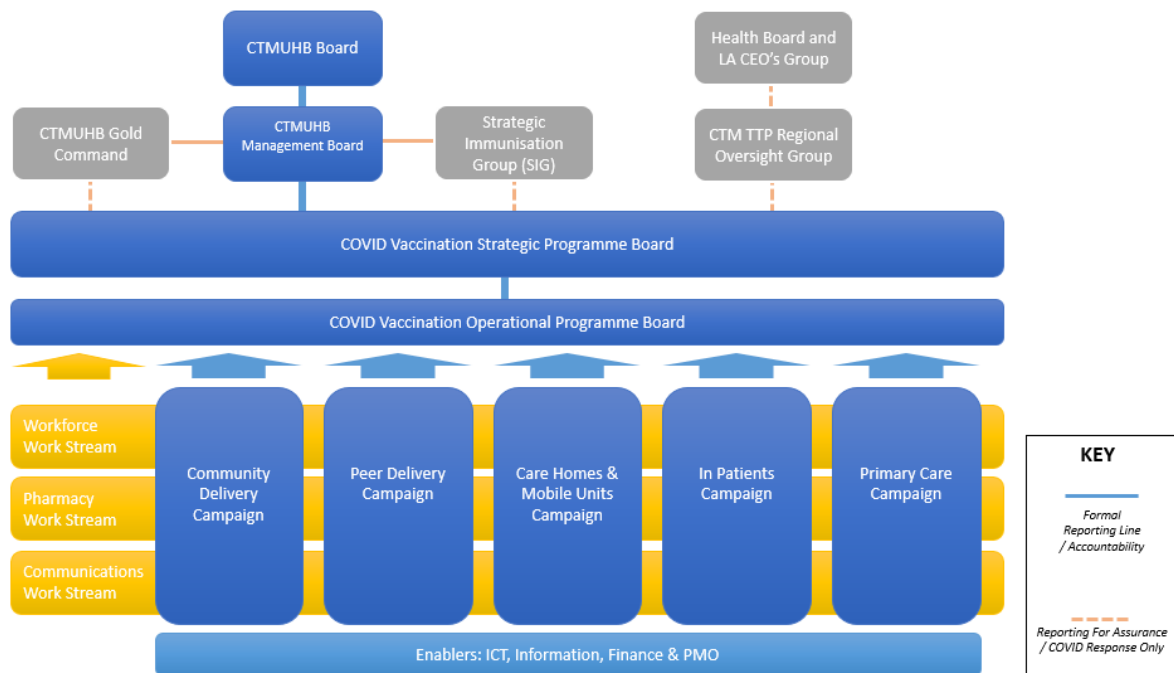 CTMUHB Board
Health Board and
LA CEO's Group
CTMUHB Gold
Command
CTMUHB
Management Board
Strategic
Immunisation
Group (SIG)
CTM TTP Regional
Oversight Group
COVID Vaccination Strategic Programme Board
COVID Vaccination Operational Programme Board
Workforce
Work Stream
Pharmacy
Work Stream
Communications
Work Stream
Community
Delivery
Campaign
Peer Delivery
Campaign
Care Homes &
Mobile Units
Campaign
In Patients
Campaign
Primary Care
Campaign
Enablers: ICT, Information, Finance & PMO
KEY
Formal
Reporting Line
/ Accountability
Reporting For Assurance
/ COVID Response Only